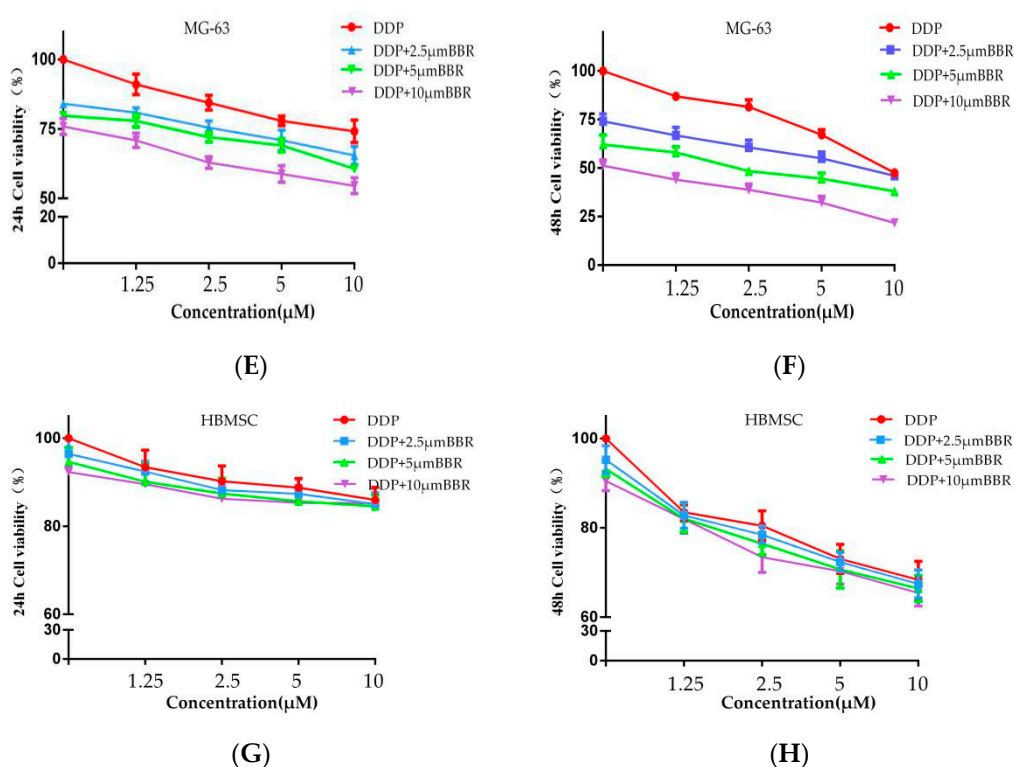 MG-63
DDP
DDP+2.5μmBBR
DDP+5μmBBR
DDP+10μmBBR
24h Cell viability（%）
100
75
50
20
0
1.25 2.5 5 10
Concentration(μM)
(E)
MG-63
DDP
DDP+2.5μmBBR
DDP+5μmBBR
DDP+10μmBBR
48h Cell viability（%）
100
75
50
25
0
1.25 2.5 5 10
Concentration(μM)
(F)
HBMSC
DDP
DDP+2.5μmBBR
DDP+5μmBBR
DDP+10μmBBR
24h Cell viability（%）
100
80
60
30
0
1.25 2.5 5 10
Concentration(μM)
(G)
HBMSC
DDP
DDP+2.5μmBBR
DDP+5μmBBR
DDP+10μmBBR
48h Cell viability（%）
100
80
60
30
0
1.25 2.5 5 10
Concentration(μM)
(H)